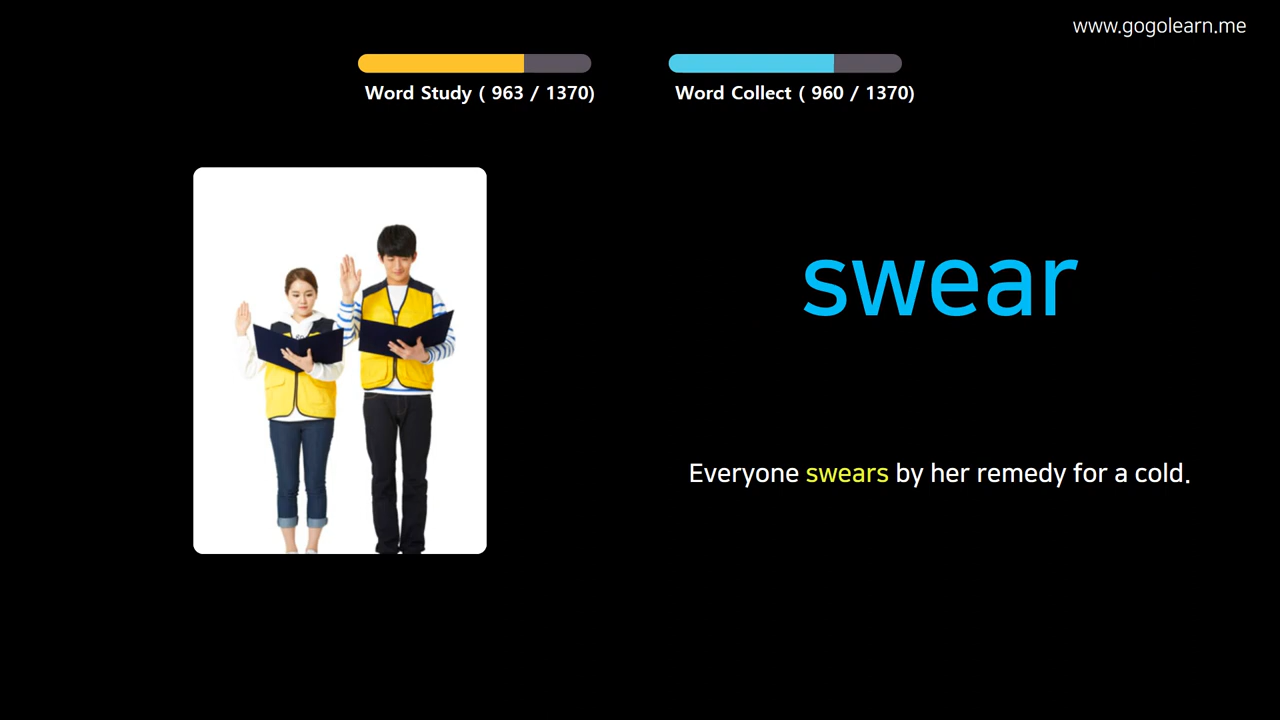 www.gogolearn.me
Word Study ( 963 / 1370)
Word Collect ( 960 / 1370)
swear
Everyone swears by her remedy for a cold.